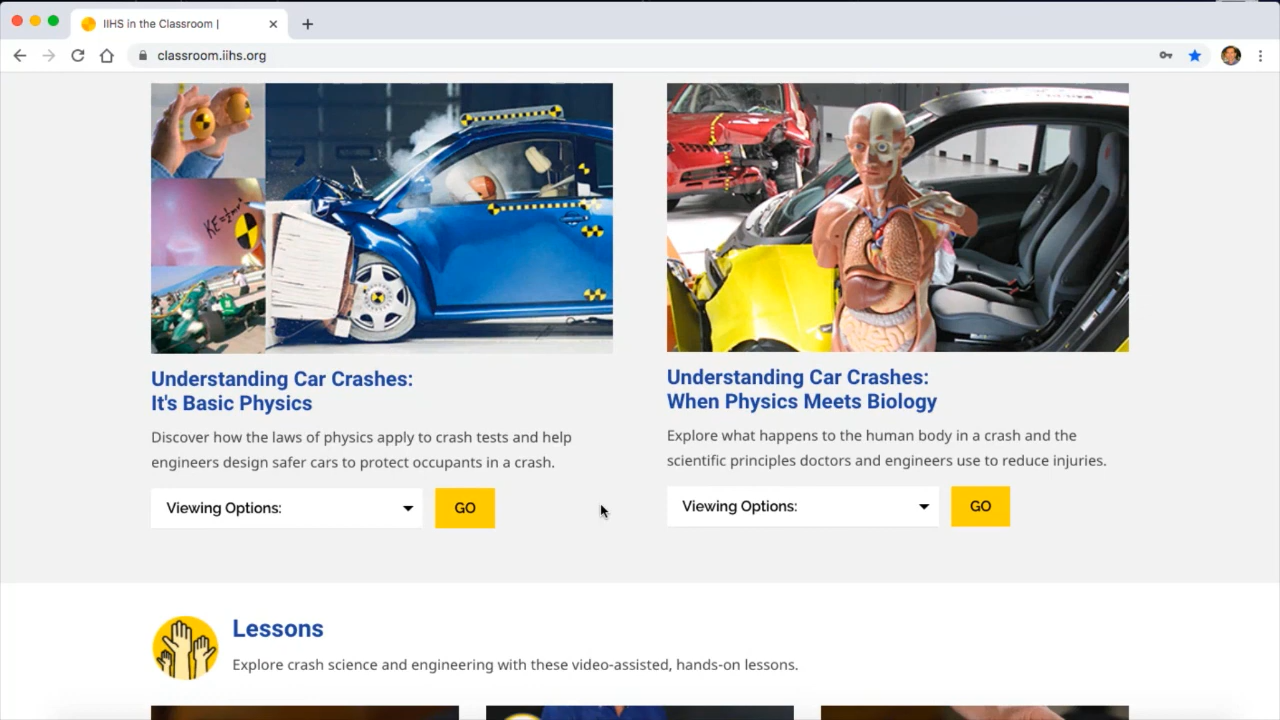 IIHS in the Classroom |
classroom.iihs.org
KE=½mv²
Understanding Car Crashes:
It's Basic Physics
Discover how the laws of physics apply to crash tests and help
engineers design safer cars to protect occupants in a crash.
Viewing Options:
GO
Understanding Car Crashes:
When Physics Meets Biology
Explore what happens to the human body in a crash and the
scientific principles doctors and engineers use to reduce injuries.
Viewing Options:
GO
Lessons
Explore crash science and engineering with these video-assisted, hands-on lessons.